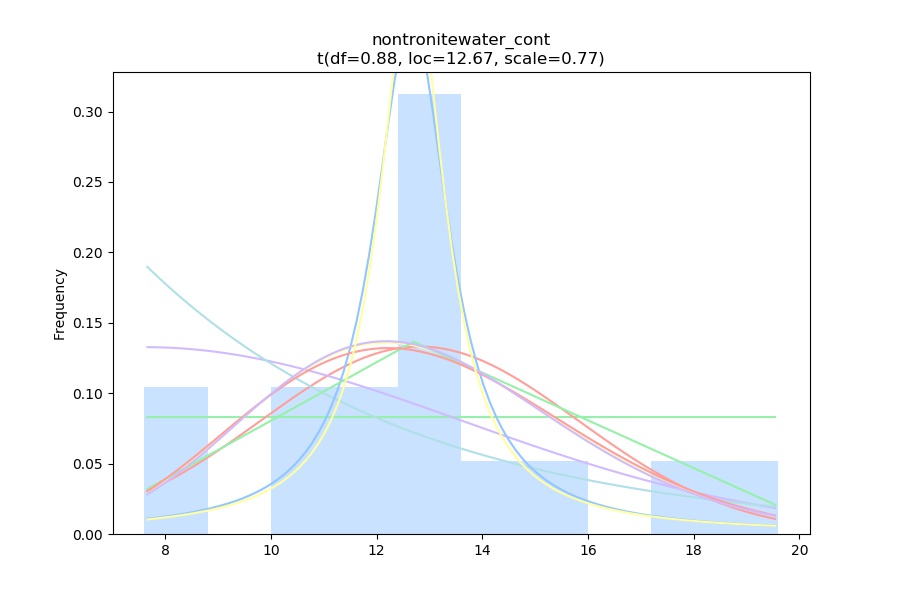 nontronitewater_cont
t(df=0.88, loc=12.67, scale=0.77)
Frequency
0.30
0.25
0.20
0.15
0.10
0.05
0.00
8 10 12 14 16 18 20